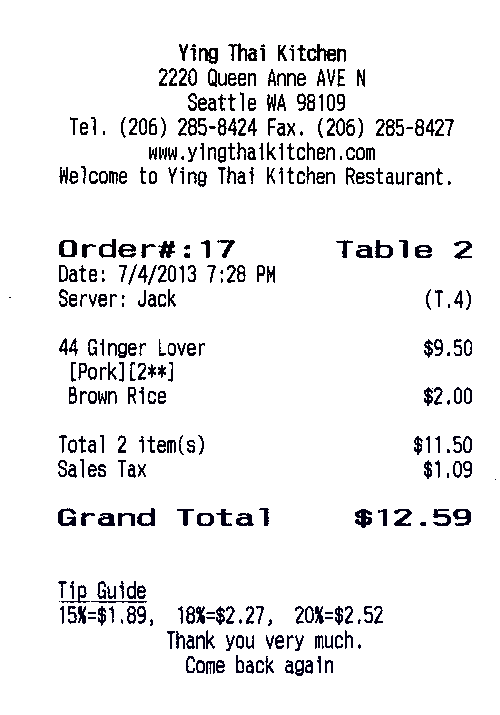 Ying Thai Kitchen
2220 Queen Anne AVE N
Seattle WA 98109
Tel. (206) 285-8424 Fax. (206) 285-8427
www.yingthaikitchen.com
Welcome to Ying Thai Kitchen Restaurant.
Order#:17 Table 2
Date: 7/4/2013 7:28 PM
Server: Jack (T.4)
44 Ginger Lover $9.50
[Pork][2**]
Brown Rice $2.00
Total 2 item(s) $11.50
Sales Tax $1.09
Grand Total $12.59
Tip Guide
15%=$1.89, 18%=$2.27, 20%=$2.52
Thank you very much.
Come back again